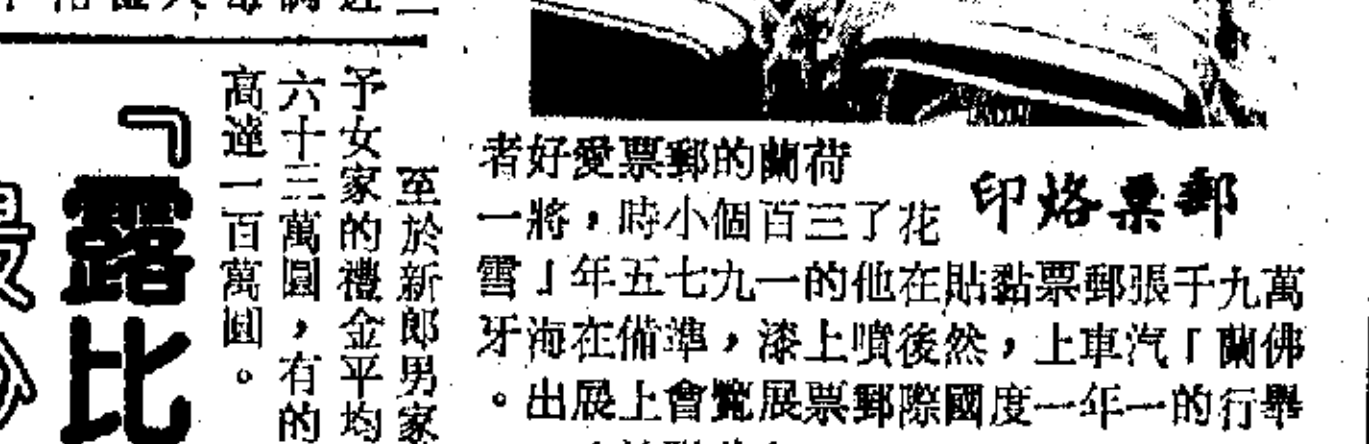 郵票烙印
荷蘭的郵票愛好者
花了三百個小時,將一
萬九千張郵票黏貼在他的一九七五年「雪
佛蘭」汽車上,然後噴上漆,準備在海牙
舉行的一年一度國際郵票展覽會上展出。
至於新郎男家
予女家的禮金平均
六十三萬圓,有的
高達一百萬圓。
「露比